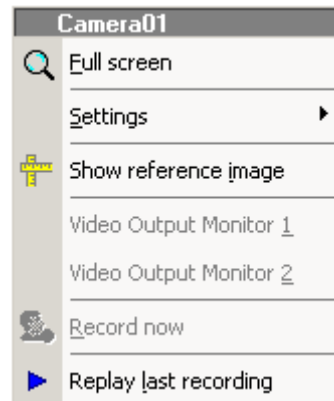 Camera01
Full screen
Settings
Show reference image
Video Output Monitor 1
Video Output Monitor 2
Record now
Replay last recording